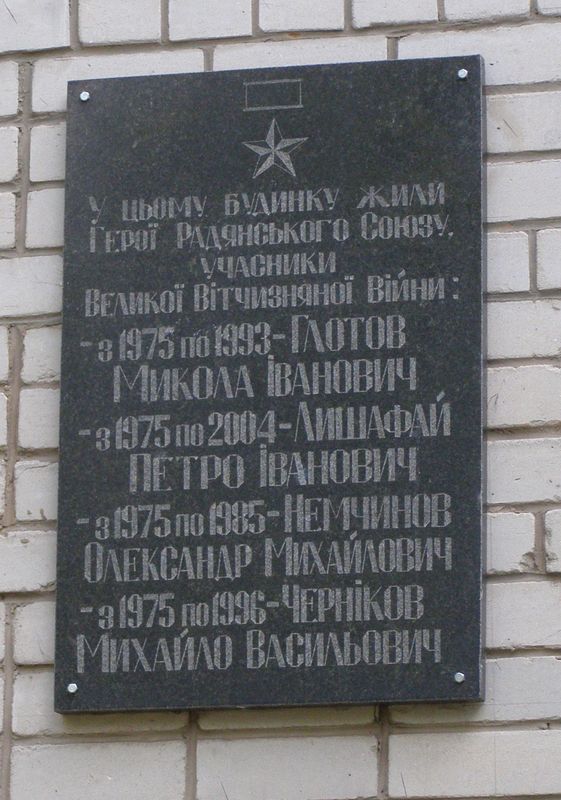 У цьому будинку жили
Герої Радянського Союзу,
учасники
Великої Вітчизняної Війни:
- з 1975 по 1993 - Глотов
Микола Іванович
- з 1975 по 2004 - Лишафай
Петро Іванович
- з 1975 по 1985 - Немчинов
Олександр Михайлович
- з 1975 по 1996 - Черніков
Михайло Васильович